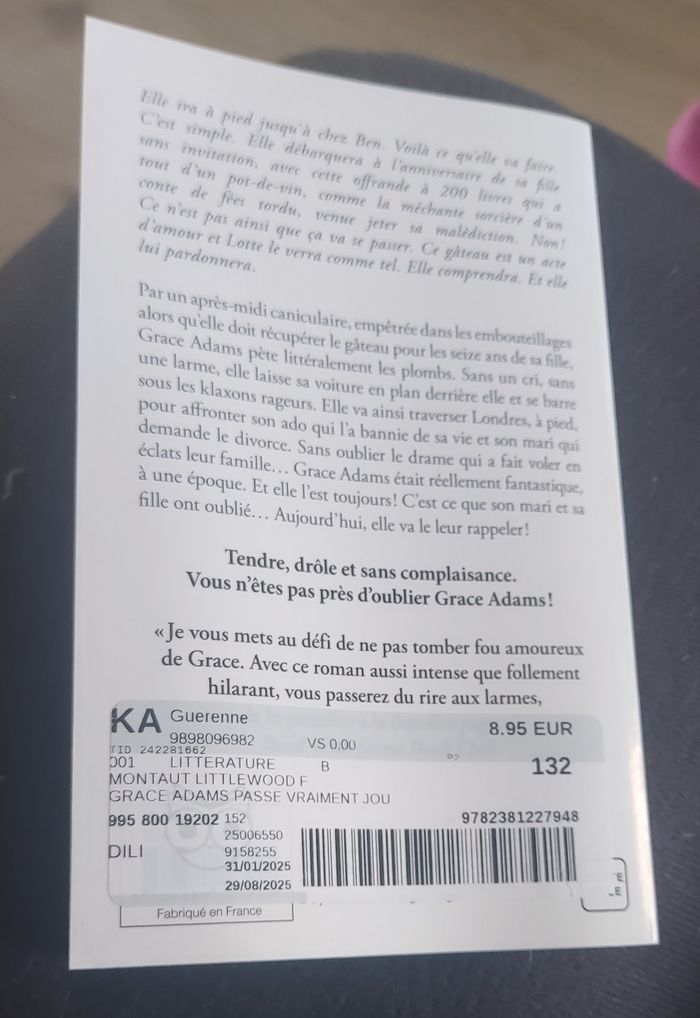 Elle ira à pied jusqu'à chez Ben. Voilà ce qu'elle va faire.
C'est simple. Elle débarquera à l'anniversaire de sa fille
sans invitation, avec cette offrande à 200 livres qui a
tout d'un pot-de-vin, comme la méchante sorcière d'un
conte de fées tordu, venue jeter sa malédiction. Non!
Ce n'est pas ainsi que ça va se passer. Ce gâteau est un acte
d'amour et Lotte le verra comme tel. Elle comprendra. Et elle
lui pardonnera.
Par un après-midi caniculaire, empêtrée dans les embouteillages
alors qu'elle doit récupérer le gâteau pour les seize ans de sa fille,
Grace Adams pète littéralement les plombs. Sans un cri, sans
une larme, elle laisse sa voiture en plan derrière elle et se barre
sous les klaxons rageurs. Elle va ainsi traverser Londres, à pied,
pour affronter son ado qui l'a bannie de sa vie et son mari qui
demande le divorce. Sans oublier le drame qui a fait voler en
éclats leur famille… Grace Adams était réellement fantastique,
à une époque. Et elle l'est toujours! C'est ce que son mari et sa
fille ont oublié… Aujourd'hui, elle va le leur rappeler!
Tendre, drôle et sans complaisance.
Vous n'êtes pas près d'oublier Grace Adams!
«Je vous mets au défi de ne pas tomber fou amoureux
de Grace. Avec ce roman aussi intense que follement
hilarant, vous passerez du rire aux larmes,
KA Guerenne 8.95 EUR
9898096982 VS 0.00
TID 242281662
001 LITTERATURE B 132
MONTAUT LITTLEWOOD F
GRACE ADAMS PASSE VRAIMENT JOU
995 800 19202 152 9782381227948
25006550
DILI 9158255
31/01/2025
29/08/2025
Fabriqué en France